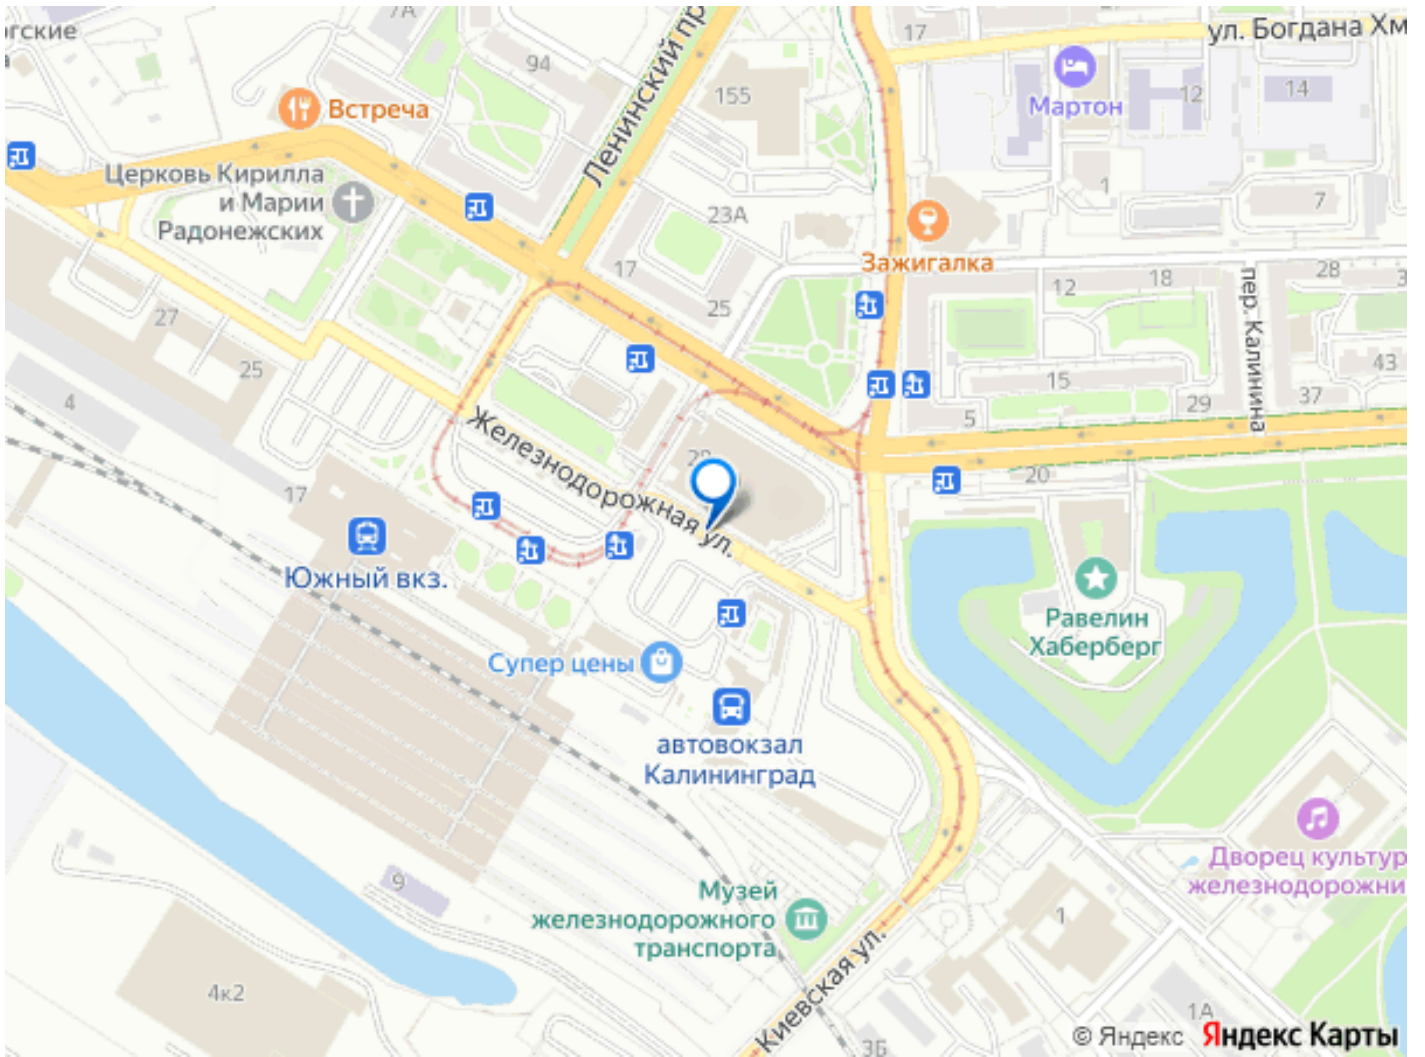 7А
94
155
17
ул. Богдана Хм
Встреча
Ленинский пр
Мартон
12
14
Церковь Кирилла
и Марии
Радонежских
1
7
23А
Зажигалка
17
25
12
18
28
пер. Калинина
27
25
4
15
5
29
37
43
Железнодорожная ул.
20
17
Южный вкз.
Равелин
Хаберберг
Супер цены
автовокзал
Калининград
Дворец культур
железнодорожни
9
Музей
железнодорожного
транспорта
1
4к2
Киевская ул.
1А
3Б
© Яндекс Яндекс Карты